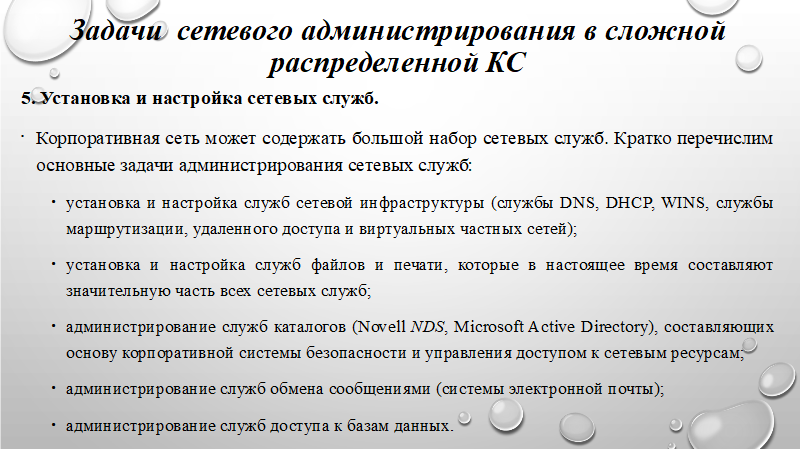 Задачи сетевого администрирования в сложной
распределенной КС
5. Установка и настройка сетевых служб.
• Корпоративная сеть может содержать большой набор сетевых служб. Кратко перечислим
основные задачи администрирования сетевых служб:
• установка и настройка служб сетевой инфраструктуры (службы DNS, DHCP, WINS, службы
маршрутизации, удаленного доступа и виртуальных частных сетей);
• установка и настройка служб файлов и печати, которые в настоящее время составляют
значительную часть всех сетевых служб;
• администрирование служб каталогов (Novell NDS, Microsoft Active Directory), составляющих
основу корпоративной системы безопасности и управления доступом к сетевым ресурсам;
• администрирование служб обмена сообщениями (системы электронной почты);
• администрирование служб доступа к базам данных.